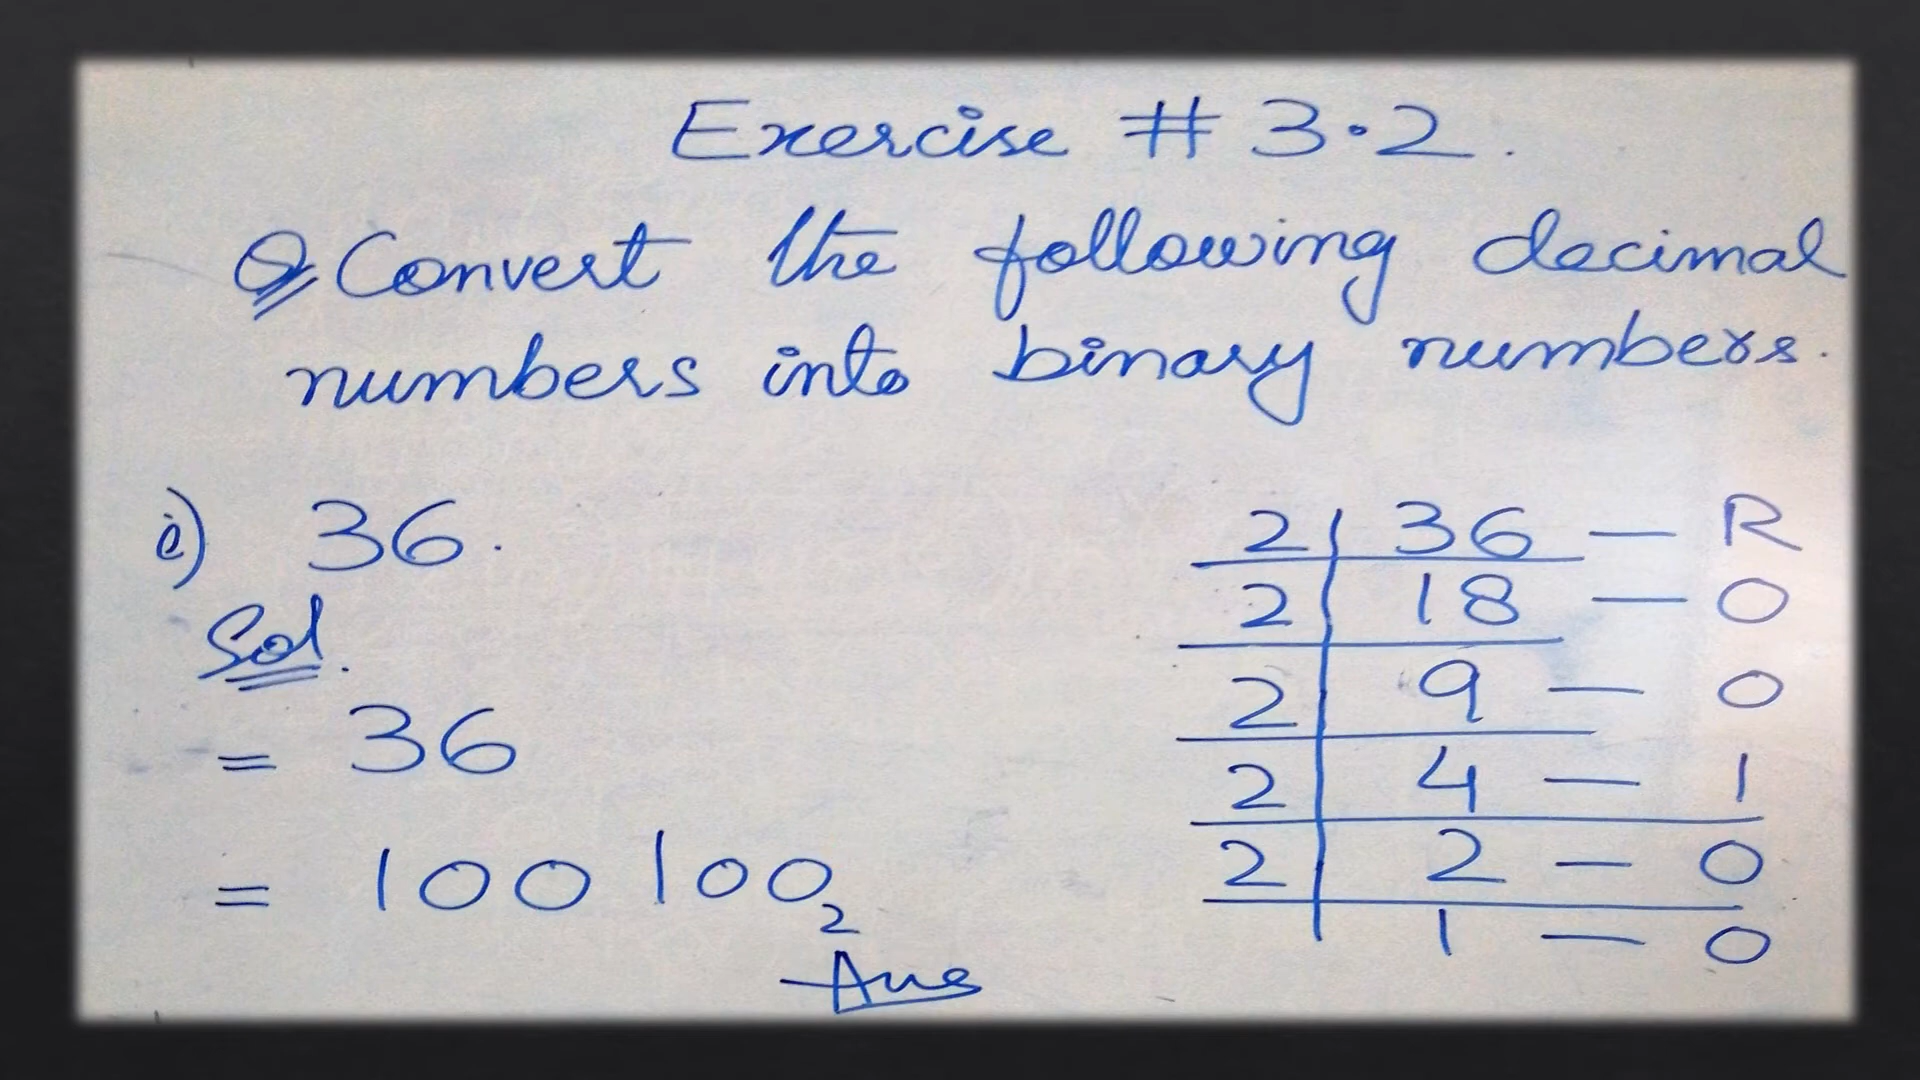 Exercise # 3.2.
Q Convert the following decimal
numbers into binary numbers.
i) 36.
Sol.
= 36
= 100100₂
Ans
2 | 36 — R
2 | 18 — 0
2 | 9 — 0
2 | 4 — 1
2 | 2 — 0
1 — 0